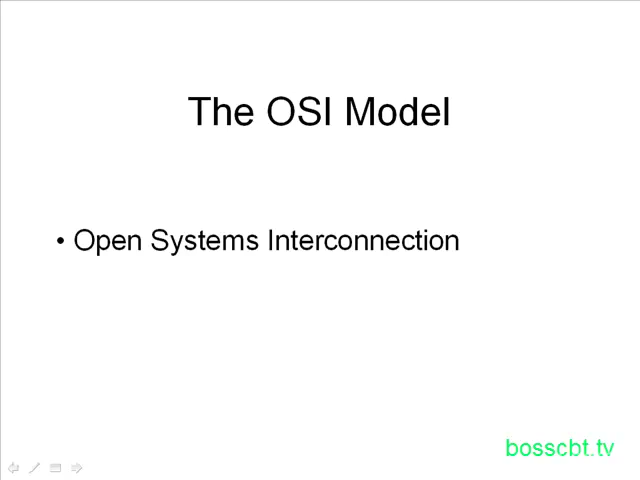 The OSI Model
• Open Systems Interconnection
bosscbt.tv